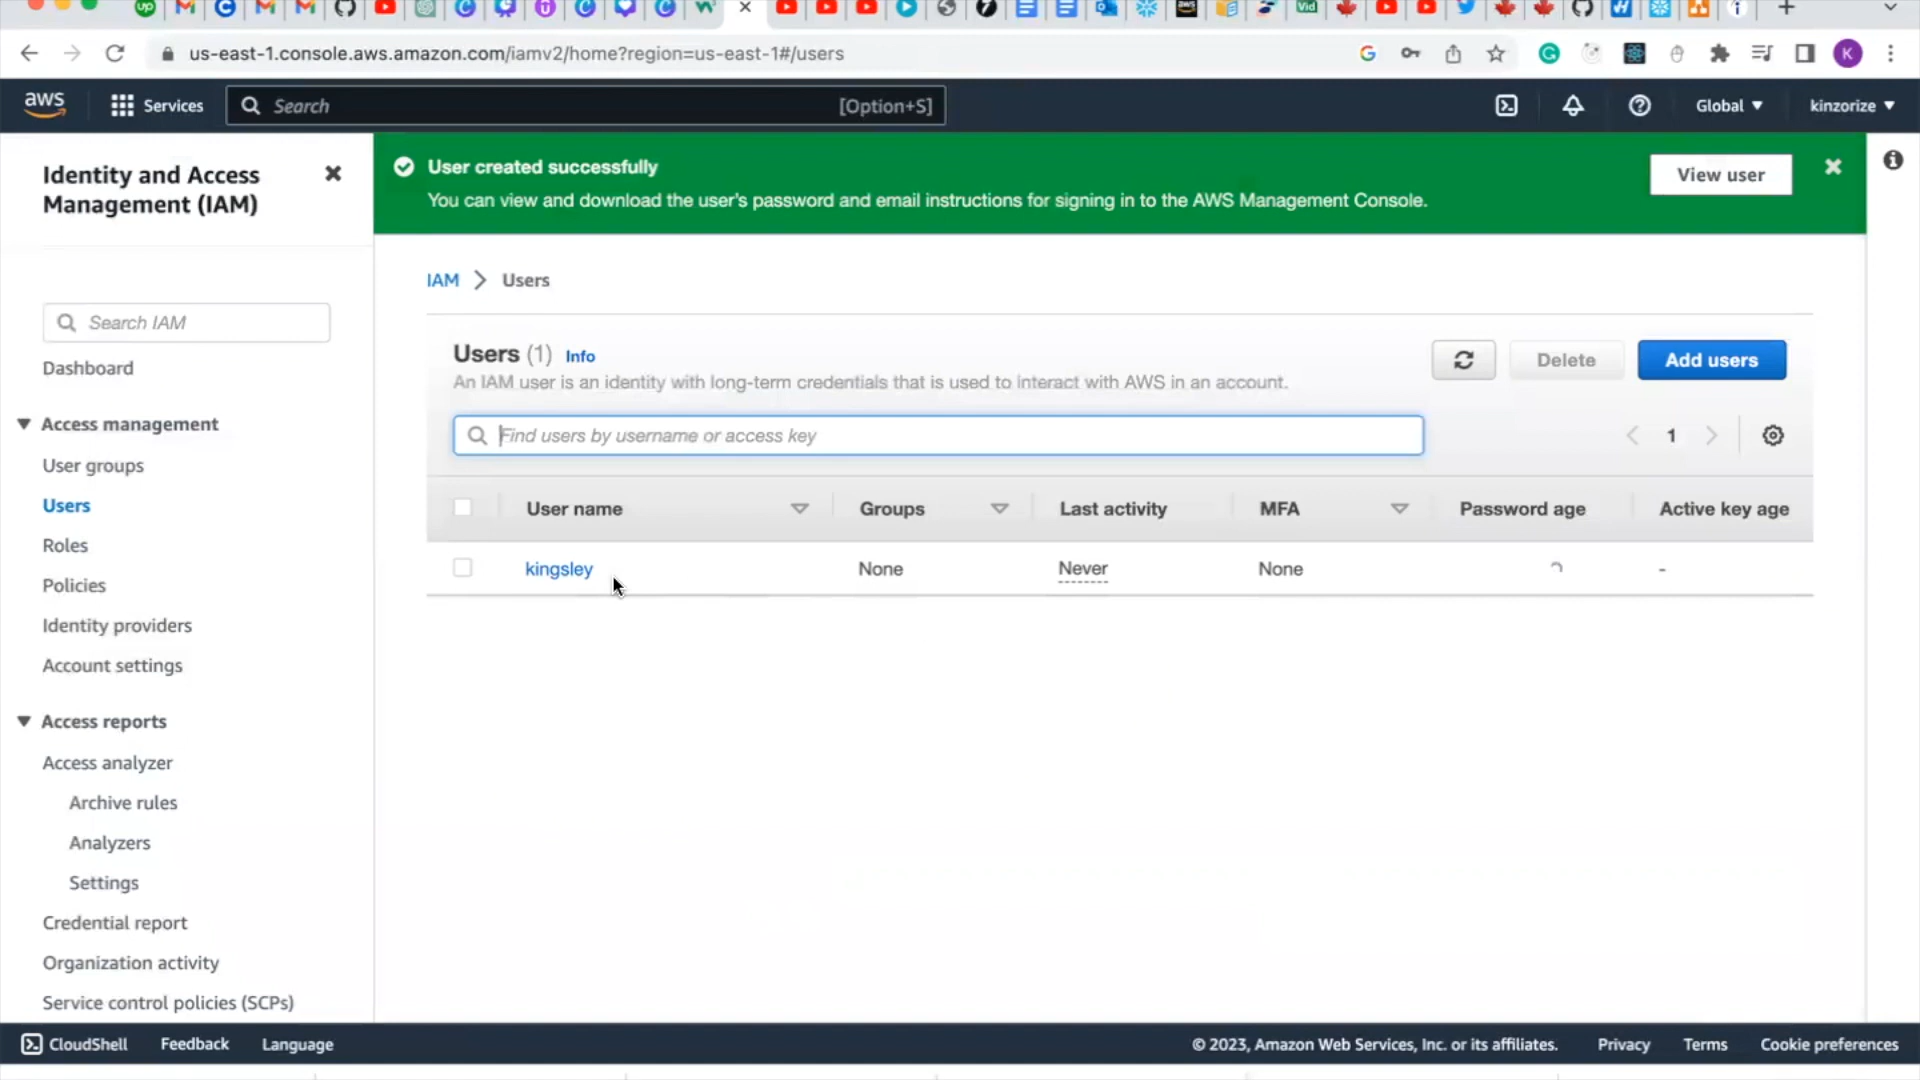 us-east-1.console.aws.amazon.com/iamv2/home?region=us-east-1#/users
K
aws
Services
Search
[Option+S]
Global
kinzorize
Identity and Access
Management (IAM)
User created successfully
You can view and download the user's password and email instructions for signing in to the AWS Management Console.
View user
IAM
Users
Search IAM
Dashboard
Access management
User groups
Users
Roles
Policies
Identity providers
Account settings
Access reports
Access analyzer
Archive rules
Analyzers
Settings
Credential report
Organization activity
Service control policies (SCPs)
Users (1) Info
An IAM user is an identity with long-term credentials that is used to interact with AWS in an account.
Delete
Add users
Find users by username or access key
1
User name Groups Last activity MFA Password age Active key age
kingsley None Never None -
CloudShell Feedback Language
© 2023, Amazon Web Services, Inc. or its affiliates. Privacy Terms Cookie preferences